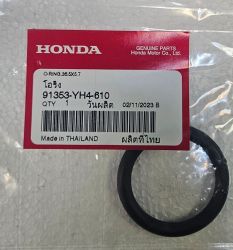 HONDA
GENUINE PARTS
Honda Motor Co., Ltd.
O-RING,36.5X5.7
โอริง
91353-YH4-610
QTY 1 วันผลิต 02/11/2023 B
Made in THAILAND ผลิตที่ไทย